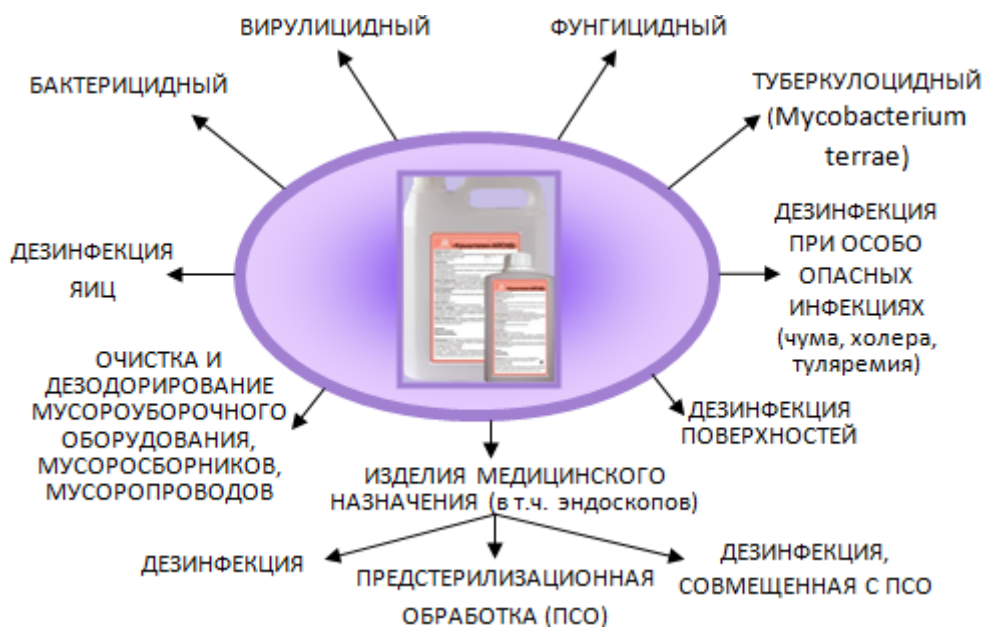 ВИРУЛИЦИДНЫЙ
ФУНГИЦИДНЫЙ
БАКТЕРИЦИДНЫЙ
ТУБЕРКУЛОЦИДНЫЙ
(Mycobacterium
terrae)
ДЕЗИНФЕКЦИЯ
ЯИЦ
ДЕЗИНФЕКЦИЯ
ПРИ ОСОБО
ОПАСНЫХ
ИНФЕКЦИЯХ
(чума, холера,
туляремия)
ОЧИСТКА И
ДЕЗОДОРИРОВАНИЕ
МУСОРОУБОРОЧНОГО
ОБОРУДОВАНИЯ,
МУСОРОСБОРНИКОВ,
МУСОРОПРОВОДОВ
ДЕЗИНФЕКЦИЯ
ПОВЕРХНОСТЕЙ
ИЗДЕЛИЯ МЕДИЦИНСКОГО
НАЗНАЧЕНИЯ (в т.ч. эндоскопов)
ДЕЗИНФЕКЦИЯ
ПРЕДСТЕРИЛИЗАЦИОННАЯ
ОБРАБОТКА (ПСО)
ДЕЗИНФЕКЦИЯ,
СОВМЕЩЕННАЯ С ПСО